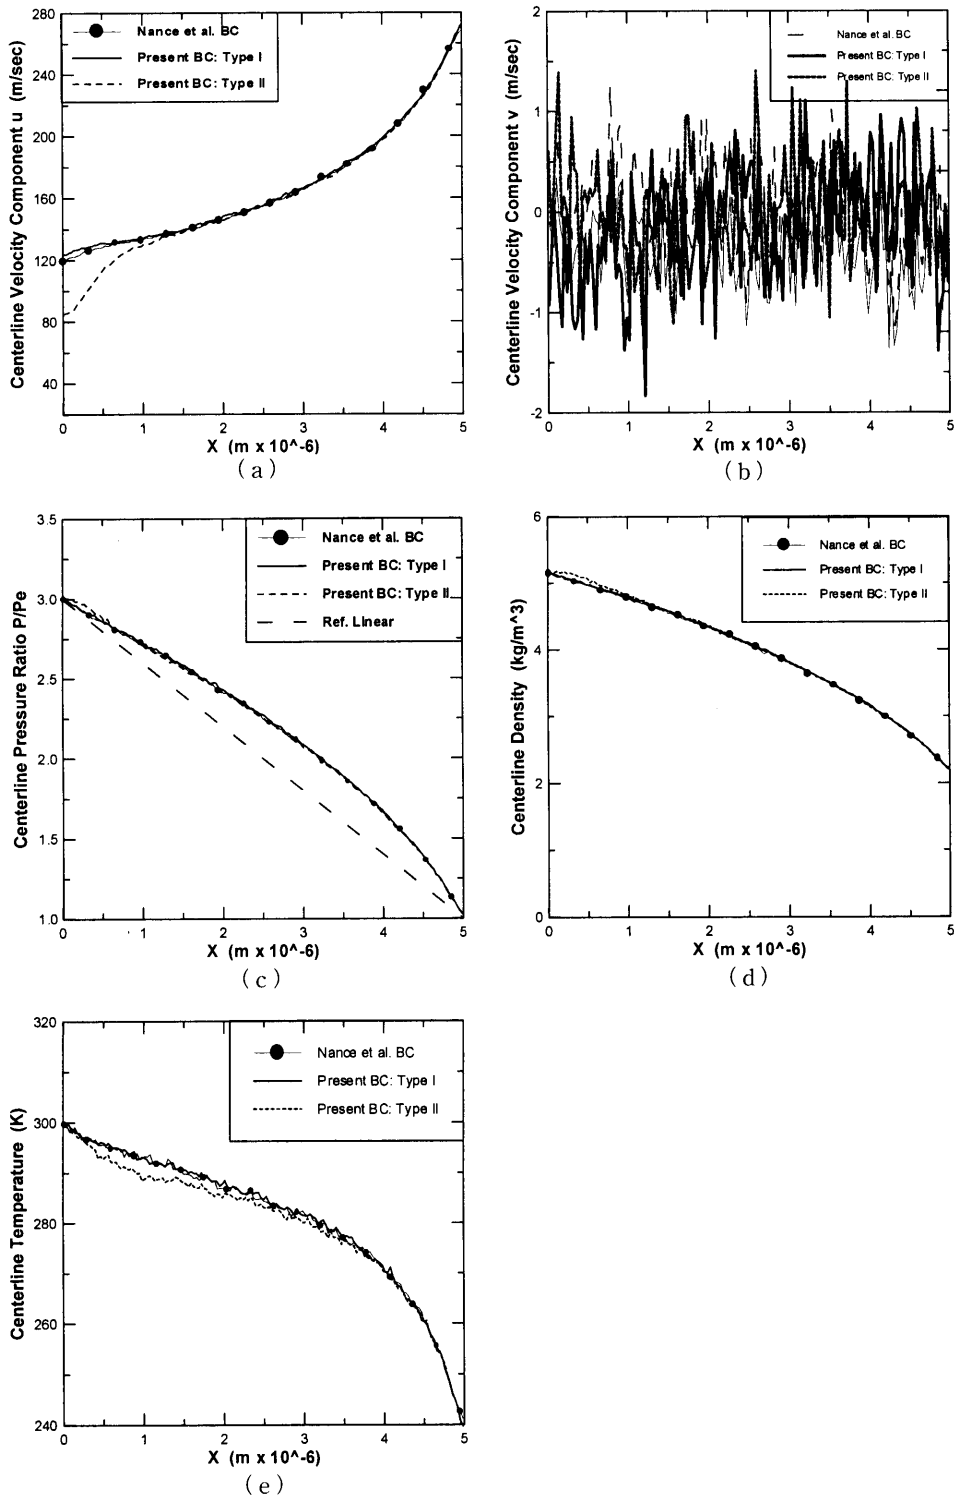 280
240
200
160
120
80
40
Centerline Velocity Component u (m/sec)
Nance et al. BC
Present BC: Type I
Present BC: Type II
0 1 2 3 4 5
X (m x 10^-6)
(a)
2
1
0
-1
-2
Centerline Velocity Component v (m/sec)
Nance et al. BC
Present BC: Type I
Present BC: Type II
0 1 2 3 4 5
X (m x 10^-6)
(b)
3.5
3.0
2.5
2.0
1.5
1.0
Centerline Pressure Ratio P/Pe
Nance et al. BC
Present BC: Type I
Present BC: Type II
Ref. Linear
0 1 2 3 4 5
X (m x 10^-6)
(c)
6
4
2
0
Centerline Density (kg/m^3)
Nance et al. BC
Present BC: Type I
Present BC: Type II
0 1 2 3 4 5
X (m x 10^-6)
(d)
320
300
280
260
240
Centerline Temperature (K)
Nance et al. BC
Present BC: Type I
Present BC: Type II
0 1 2 3 4 5
X (m x 10^-6)
(e)